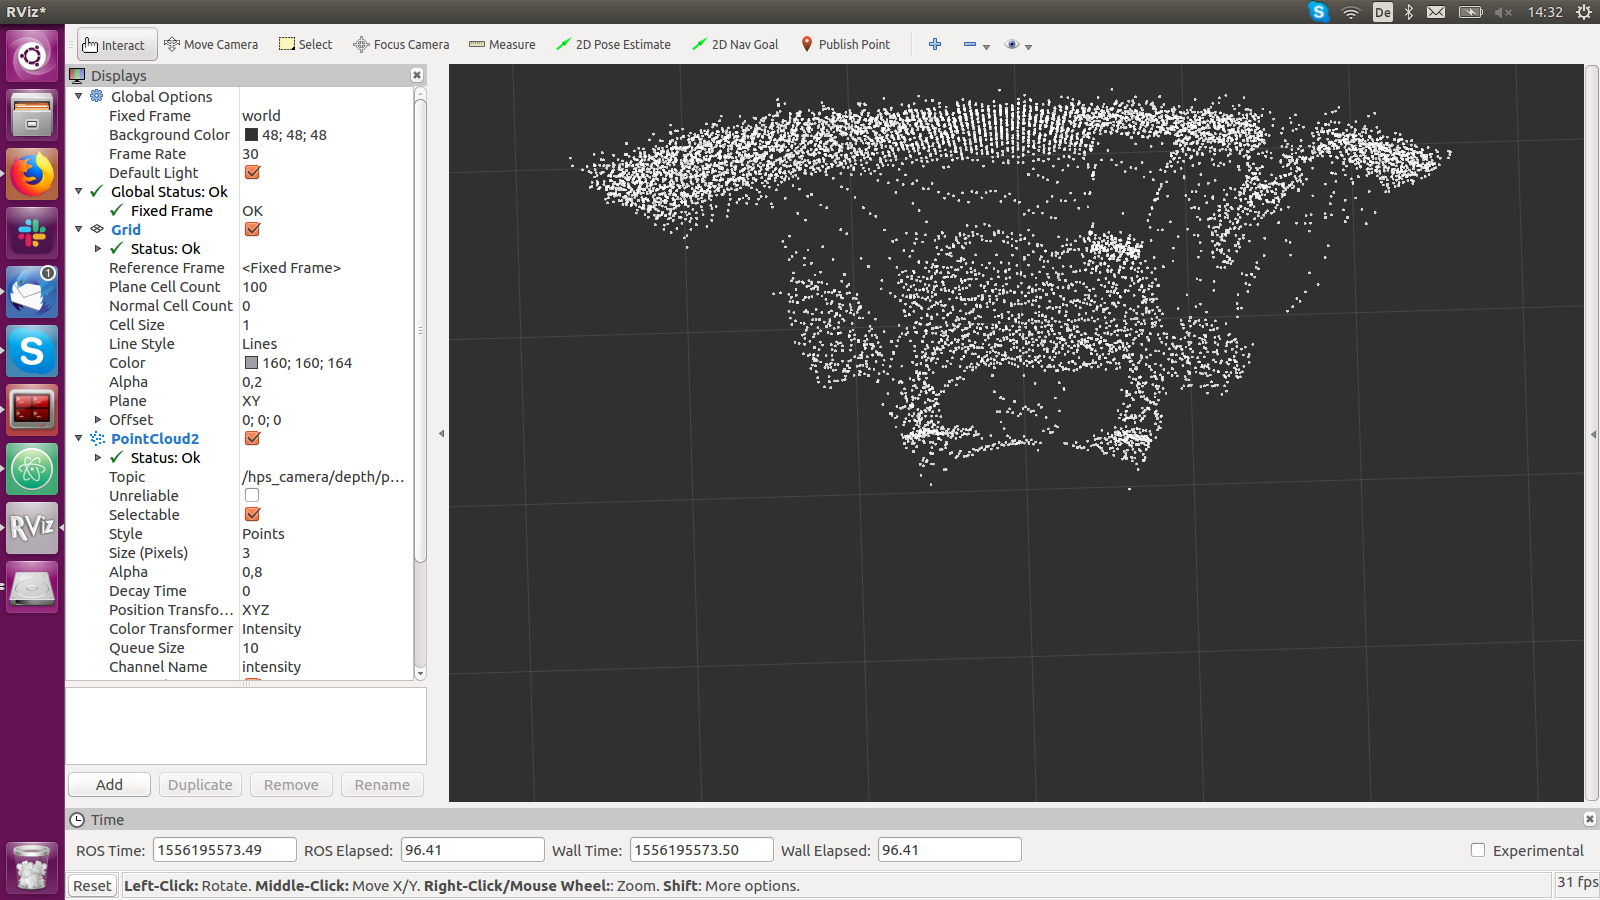 RViz*
De
14:32
Interact
Move Camera
Select
Focus Camera
Measure
2D Pose Estimate
2D Nav Goal
Publish Point
Displays
Global Options
Fixed Frame world
Background Color 48; 48; 48
Frame Rate 30
Default Light
Global Status: Ok
Fixed Frame OK
Grid
Status: Ok
Reference Frame <Fixed Frame>
Plane Cell Count 100
Normal Cell Count 0
Cell Size 1
Line Style Lines
Color 160; 160; 164
Alpha 0,2
Plane XY
Offset 0; 0; 0
PointCloud2
Status: Ok
Topic /hps_camera/depth/p...
Unreliable
Selectable
Style Points
Size (Pixels) 3
Alpha 0,8
Decay Time 0
Position Transfo... XYZ
Color Transformer Intensity
Queue Size 10
Channel Name intensity
1
S
RViz
Add Duplicate Remove Rename
Time
ROS Time: 1556195573.49 ROS Elapsed: 96.41 Wall Time: 1556195573.50 Wall Elapsed: 96.41 Experimental
Reset Left-Click: Rotate. Middle-Click: Move X/Y. Right-Click/Mouse Wheel:: Zoom. Shift: More options. 31 fps